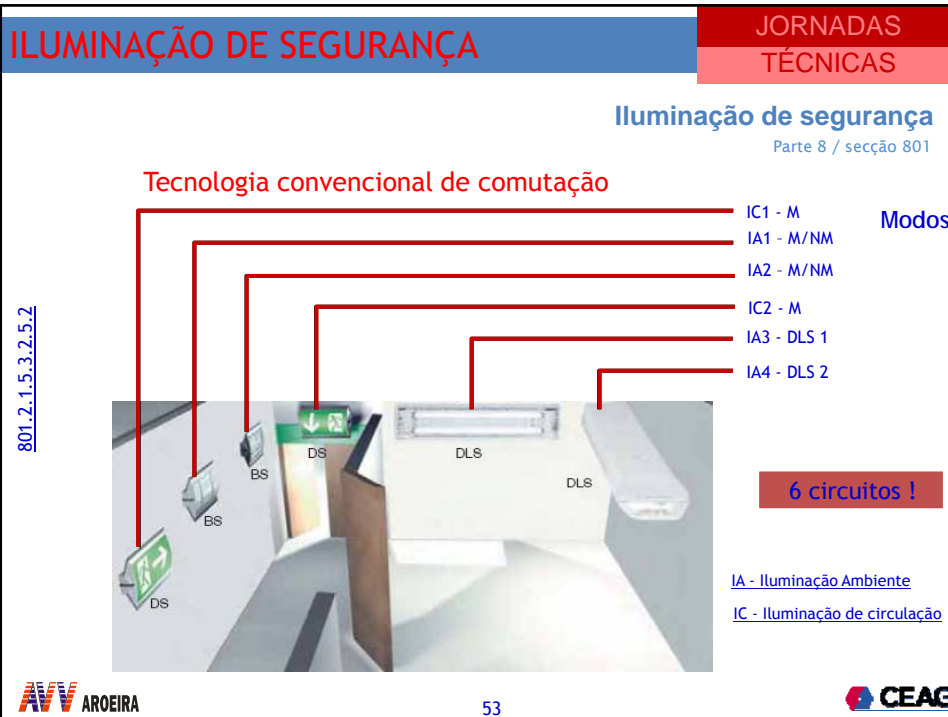 ILUMINAÇÃO DE SEGURANÇA
JORNADAS
TÉCNICAS
Iluminação de segurança
Parte 8 / secção 801
Tecnologia convencional de comutação
IC1 - M
Modos
IA1 - M/NM
IA2 - M/NM
IC2 - M
IA3 - DLS 1
IA4 - DLS 2
801.2.1.5.3.2.5.2
DS
BS
BS
DS
DLS
DLS
6 circuitos !
IA - Iluminação Ambiente
IC - Iluminação de circulação
AVV AROEIRA
53
CEAG